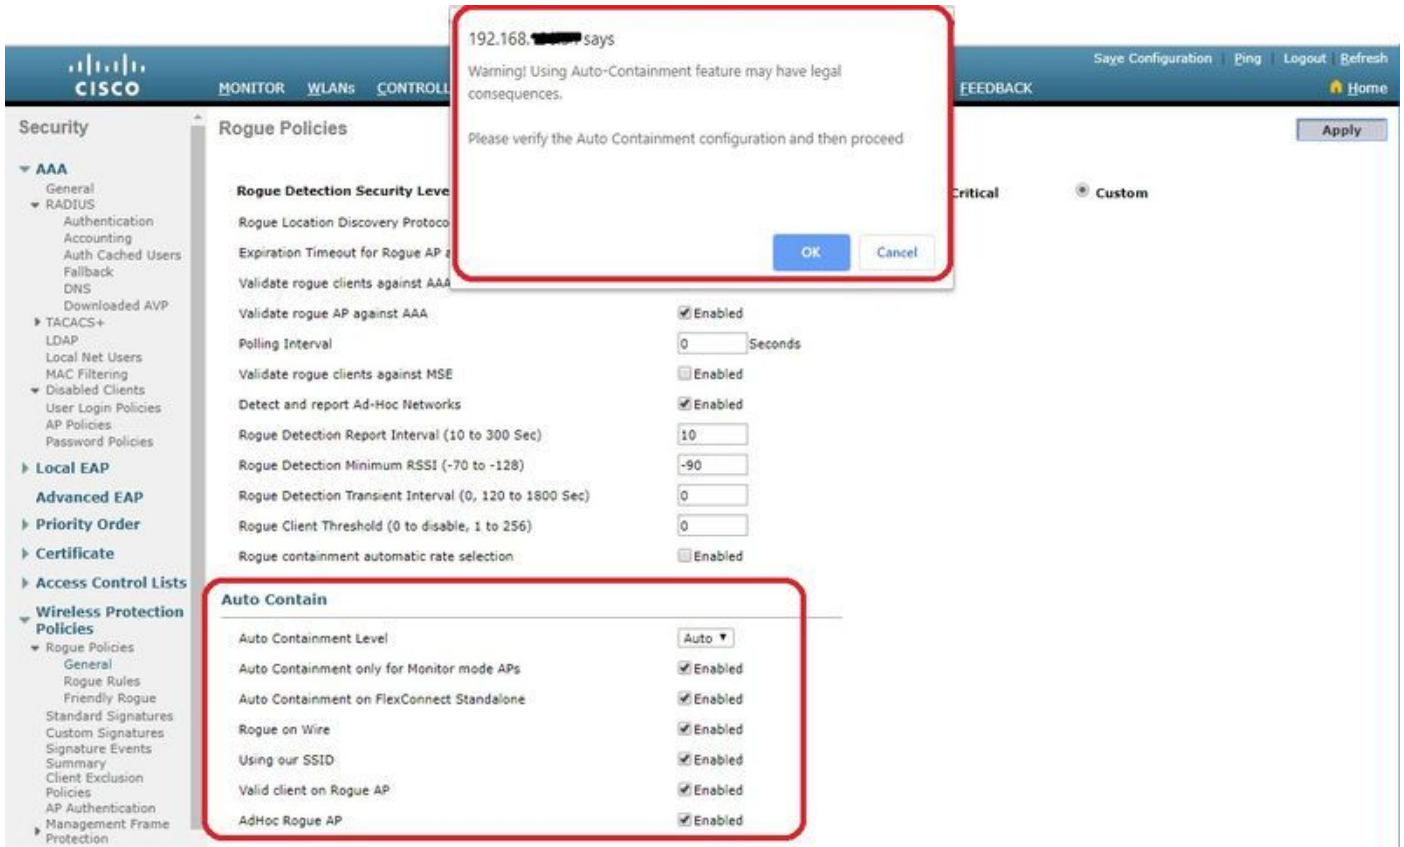 192.168. says
Warning! Using Auto-Containment feature may have legal
consequences.
Please verify the Auto Containment configuration and then proceed
OK
Cancel
CISCO
MONITOR WLANs CONTROLL
FEEDBACK
Save Configuration Ping Logout Refresh
Home
Security
AAA
General
RADIUS
Authentication
Accounting
Auth Cached Users
Fallback
DNS
Downloaded AVP
TACACS+
LDAP
Local Net Users
MAC Filtering
Disabled Clients
User Login Policies
AP Policies
Password Policies
Local EAP
Advanced EAP
Priority Order
Certificate
Access Control Lists
Wireless Protection
Policies
Rogue Policies
General
Rogue Rules
Friendly Rogue
Standard Signatures
Custom Signatures
Signature Events
Summary
Client Exclusion
Policies
AP Authentication
Management Frame
Protection
Rogue Policies
Apply
Rogue Detection Security Leve
Critical Custom
Rogue Location Discovery Protoco
Expiration Timeout for Rogue AP a
Validate rogue clients against AAA
Validate rogue AP against AAA Enabled
Polling Interval 0 Seconds
Validate rogue clients against MSE Enabled
Detect and report Ad-Hoc Networks Enabled
Rogue Detection Report Interval (10 to 300 Sec) 10
Rogue Detection Minimum RSSI (-70 to -128) -90
Rogue Detection Transient Interval (0, 120 to 1800 Sec) 0
Rogue Client Threshold (0 to disable, 1 to 256) 0
Rogue containment automatic rate selection Enabled
Auto Contain
Auto Containment Level Auto
Auto Containment only for Monitor mode APs Enabled
Auto Containment on FlexConnect Standalone Enabled
Rogue on Wire Enabled
Using our SSID Enabled
Valid client on Rogue AP Enabled
AdHoc Rogue AP Enabled